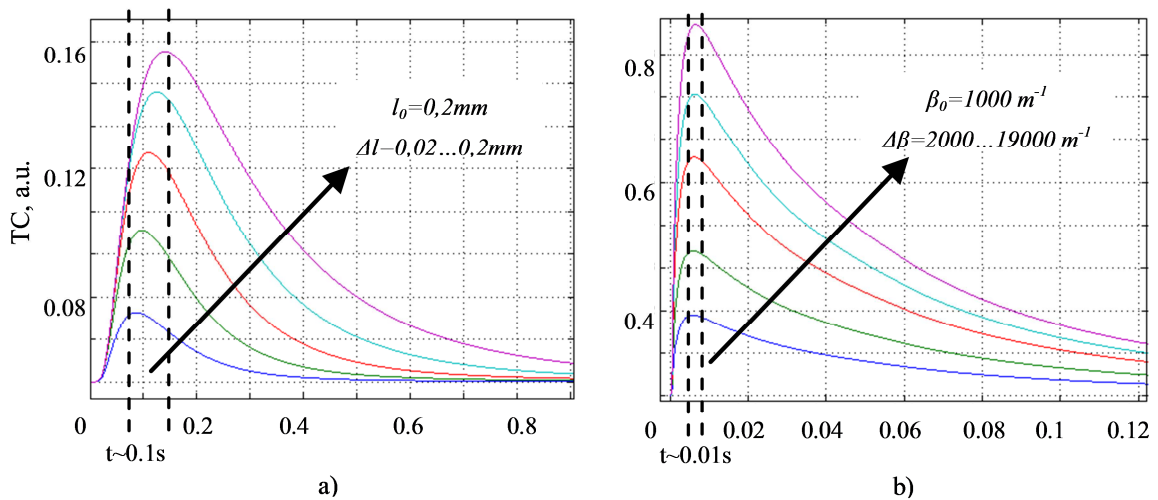 TC, a.u.
0.16
0.12
0.08
l₀=0,2mm
Δl–0,02...0,2mm
0 0.2 0.4 0.6 0.8
t~0.1s
a)
0.8
0.6
0.4
β₀=1000 m⁻¹
Δβ=2000...19000 m⁻¹
0 0.02 0.04 0.06 0.08 0.1 0.12
t~0.01s
b)